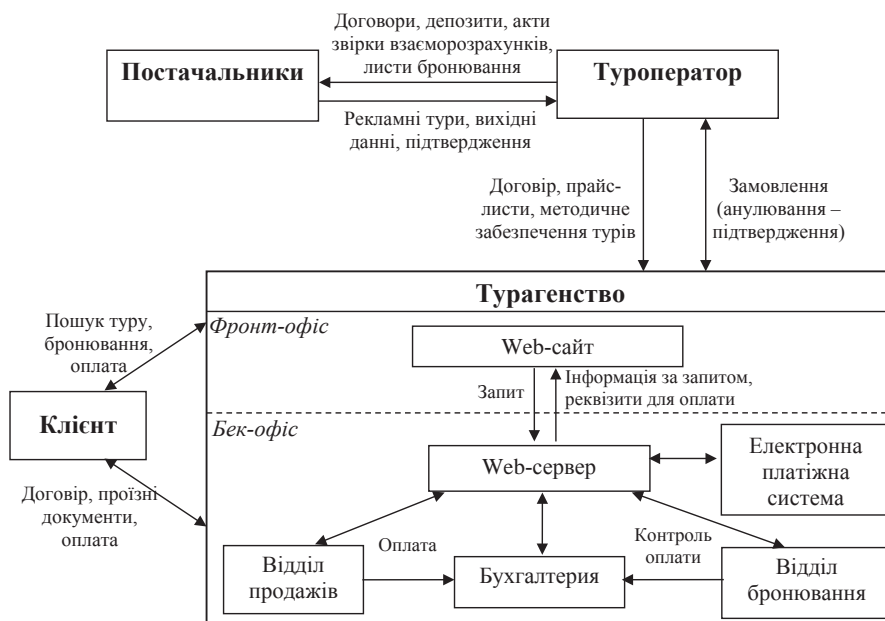 Договори, депозити, акти
звірки взаєморозрахунків,
листи бронювання
Постачальники
Туроператор
Рекламні тури, вихідні
данні, підтвердження
Договір, прайс-
листи, методичне
забезпечення турів
Замовлення
(анулювання –
підтвердження)
Турагенство
Фронт-офіс
Пошук туру,
бронювання,
оплата
Web-сайт
Запит
Інформація за запитом,
реквізити для оплати
Клієнт
Бек-офіс
Web-сервер
Електронна
платіжна
система
Договір, проїзні
документи,
оплата
Оплата
Контроль
оплати
Відділ
продажів
Бухгалтерия
Відділ
бронювання